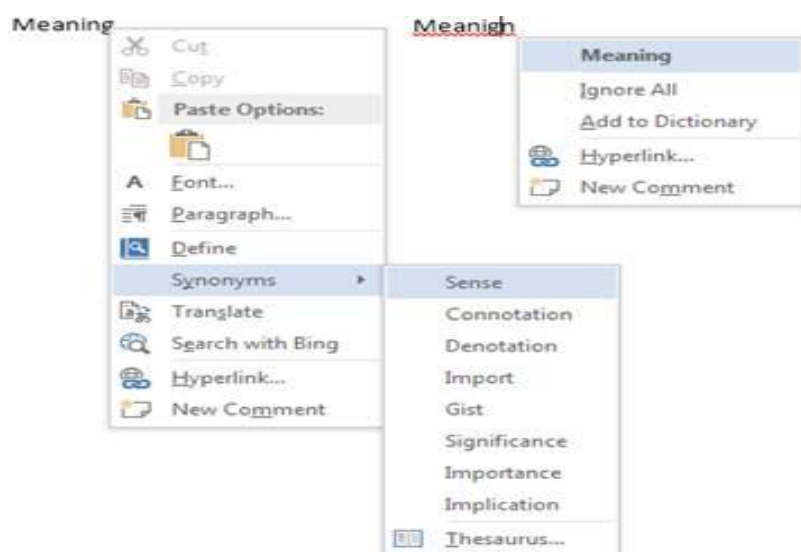 Meaning
Cut
Copy
Paste Options:
Font...
Paragraph...
Define
Synonyms
Translate
Search with Bing
Hyperlink...
New Comment
Sense
Connotation
Denotation
Import
Gist
Significance
Importance
Implication
Thesaurus...
Meanigh
Meaning
Ignore All
Add to Dictionary
Hyperlink...
New Comment